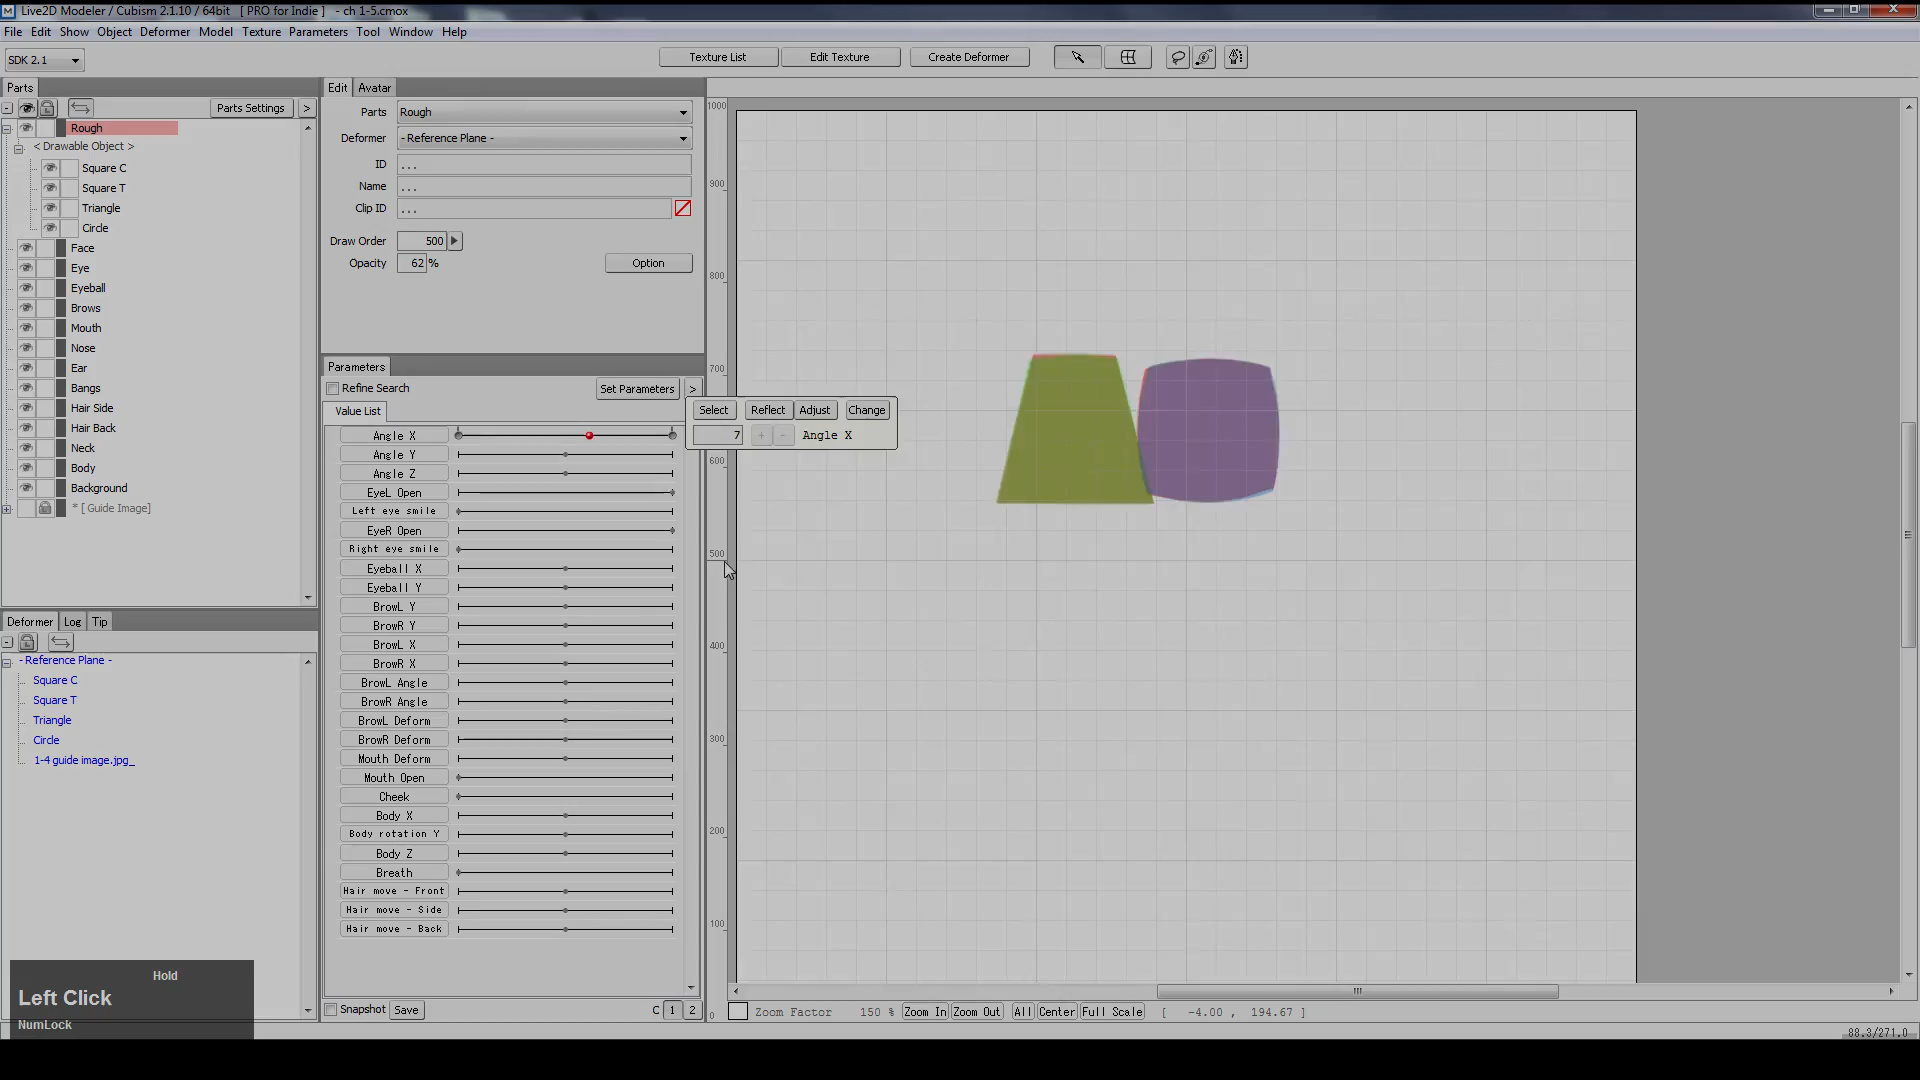 Live2D Modeler / Cubism 2.1.10 / 64bit   [ PRO for Indie ]   - ch 1-5.cmox
File Edit Show Object Deformer Model Texture Parameters Tool Window Help
SDK 2.1
Texture List
Edit Texture
Create Deformer
Parts
Parts Settings
>
Rough
< Drawable Object >
Square C
Square T
Triangle
Circle
Face
Eye
Eyeball
Brows
Mouth
Nose
Ear
Bangs
Hair Side
Hair Back
Neck
Body
Background
* [ Guide Image]
Deformer Log Tip
- Reference Plane -
Square C
Square T
Triangle
Circle
1-4 guide image.jpg_
Hold
Left Click
NumLock
Edit Avatar
Parts Rough
Deformer - Reference Plane -
ID ...
Name ...
Clip ID ...
Draw Order 500
Opacity 62 %
Option
Parameters
Refine Search
Set Parameters
>
Value List
Angle X
Angle Y
Angle Z
EyeL Open
Left eye smile
EyeR Open
Right eye smile
Eyeball X
Eyeball Y
BrowL Y
BrowR Y
BrowL X
BrowR X
BrowL Angle
BrowR Angle
BrowL Deform
BrowR Deform
Mouth Deform
Mouth Open
Cheek
Body X
Body rotation Y
Body Z
Breath
Hair move - Front
Hair move - Side
Hair move - Back
Snapshot
Save
C 1 2
Select Reflect Adjust Change
7 + - Angle X
1000
900
800
700
600
500
400
300
200
100
0
Zoom Factor 150 % Zoom In Zoom Out All Center Full Scale [ -4.00 , 194.67 ]
88.3/271.0